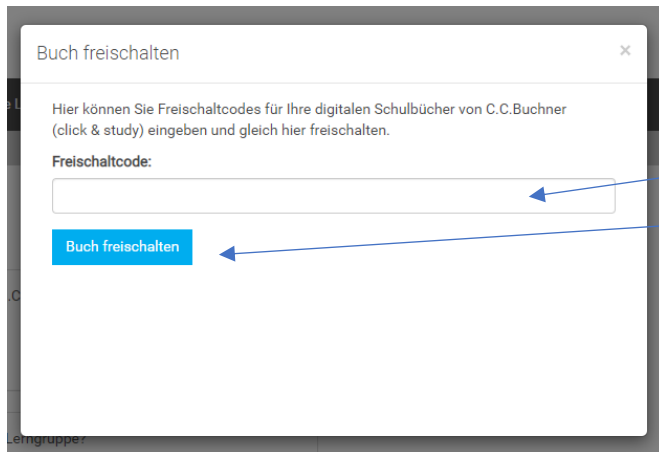 Buch freischalten ×
Hier können Sie Freischaltcodes für Ihre digitalen Schulbücher von C.C.Buchner
(click & study) eingeben und gleich hier freischalten.
Freischaltcode:
Buch freischalten
Lerngruppe?